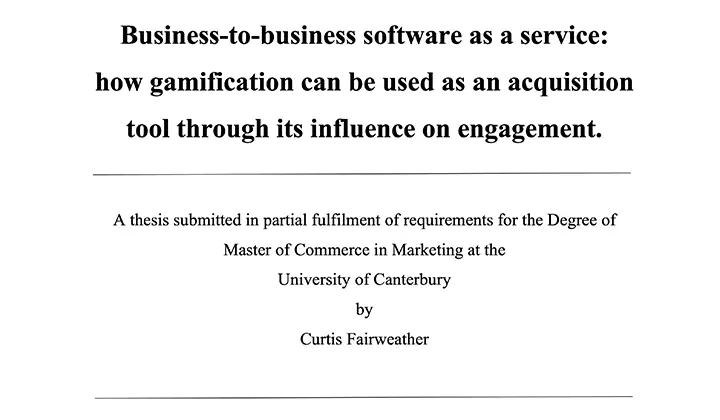 Business-to-business software as a service:
how gamification can be used as an acquisition
tool through its influence on engagement.
A thesis submitted in partial fulfilment of requirements for the Degree of
Master of Commerce in Marketing at the
University of Canterbury
by
Curtis Fairweather